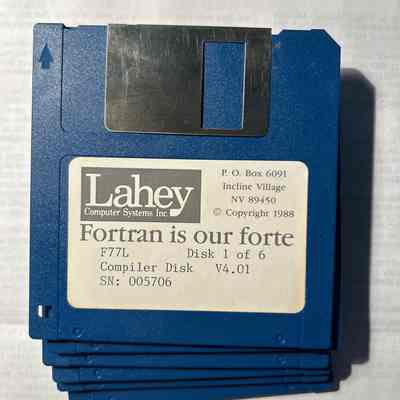 Lahey
Computer Systems Inc.
P. O. Box 6091
Incline Village
NV 89450
© Copyright 1988
Fortran is our forte
F77L Disk 1 of 6
Compiler Disk V4.01
SN: 005706